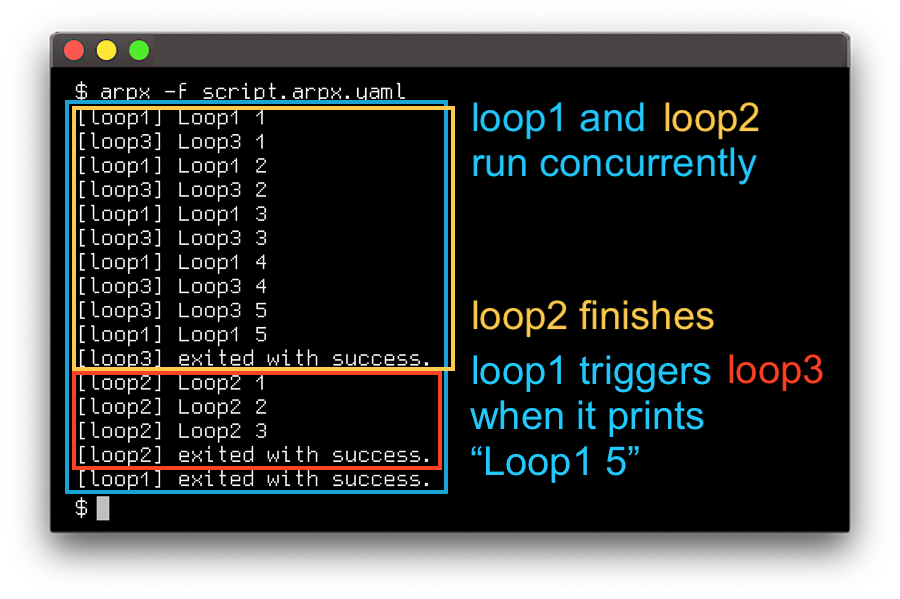 $ arpx -f script.arpx.yaml
[loop1] Loop1 1
[loop3] Loop3 1
[loop1] Loop1 2
[loop3] Loop3 2
[loop1] Loop1 3
[loop3] Loop3 3
[loop1] Loop1 4
[loop3] Loop3 4
[loop3] Loop3 5
[loop1] Loop1 5
[loop3] exited with success.
[loop2] Loop2 1
[loop2] Loop2 2
[loop2] Loop2 3
[loop2] exited with success.
[loop1] exited with success.
$
loop1 and loop2
run concurrently
loop2 finishes
loop1 triggers loop3
when it prints
“Loop1 5”